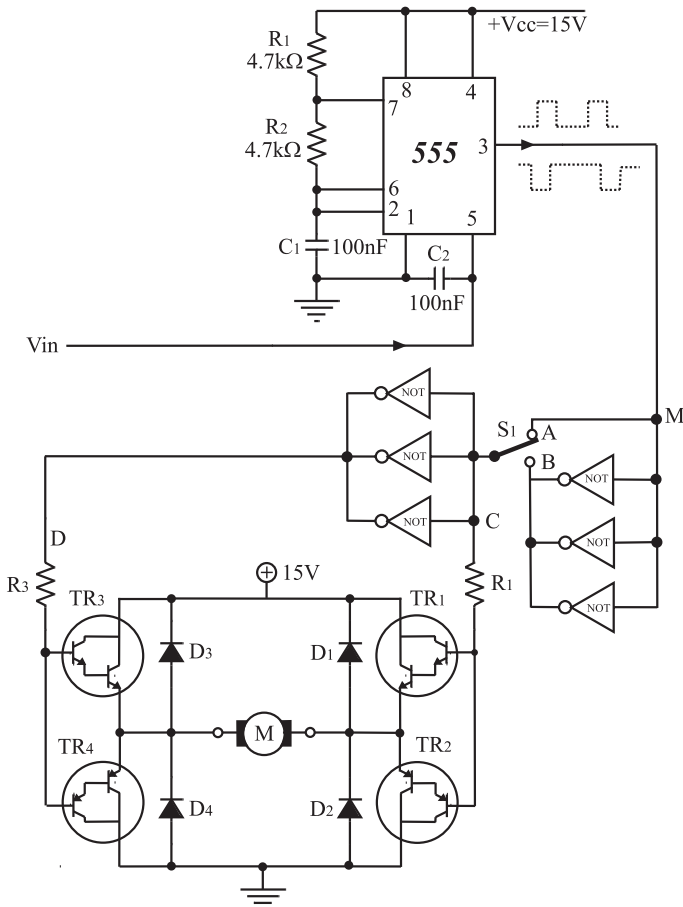 +Vcc=15V
R1
4.7kΩ
8
4
7
R2
4.7kΩ
555
3
6
2
1
5
C1
100nF
C2
100nF
Vin
NOT
S1
A
M
B
NOT
NOT
NOT
C
NOT
D
NOT
R3
15V
R1
TR3
TR1
D3
D1
M
TR4
TR2
D4
D2